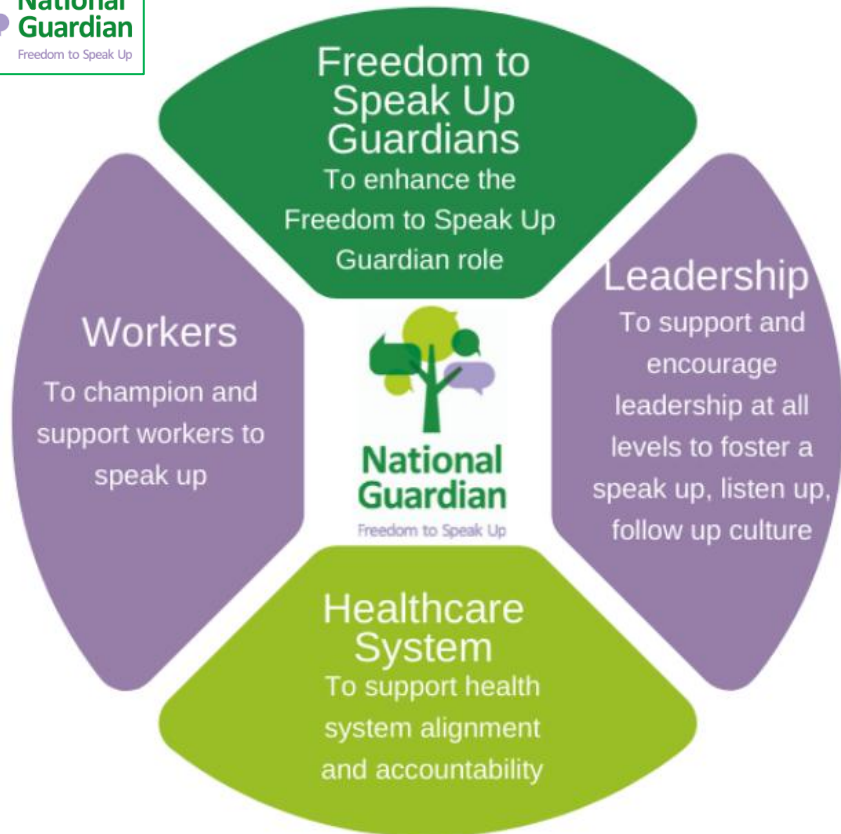 National
Guardian
Freedom to Speak Up
Freedom to
Speak Up
Guardians
To enhance the
Freedom to Speak Up
Guardian role
Workers
To champion and
support workers to
speak up
National
Guardian
Freedom to Speak Up
Leadership
To support and
encourage
leadership at all
levels to foster a
speak up, listen up,
follow up culture
Healthcare
System
To support health
system alignment
and accountability